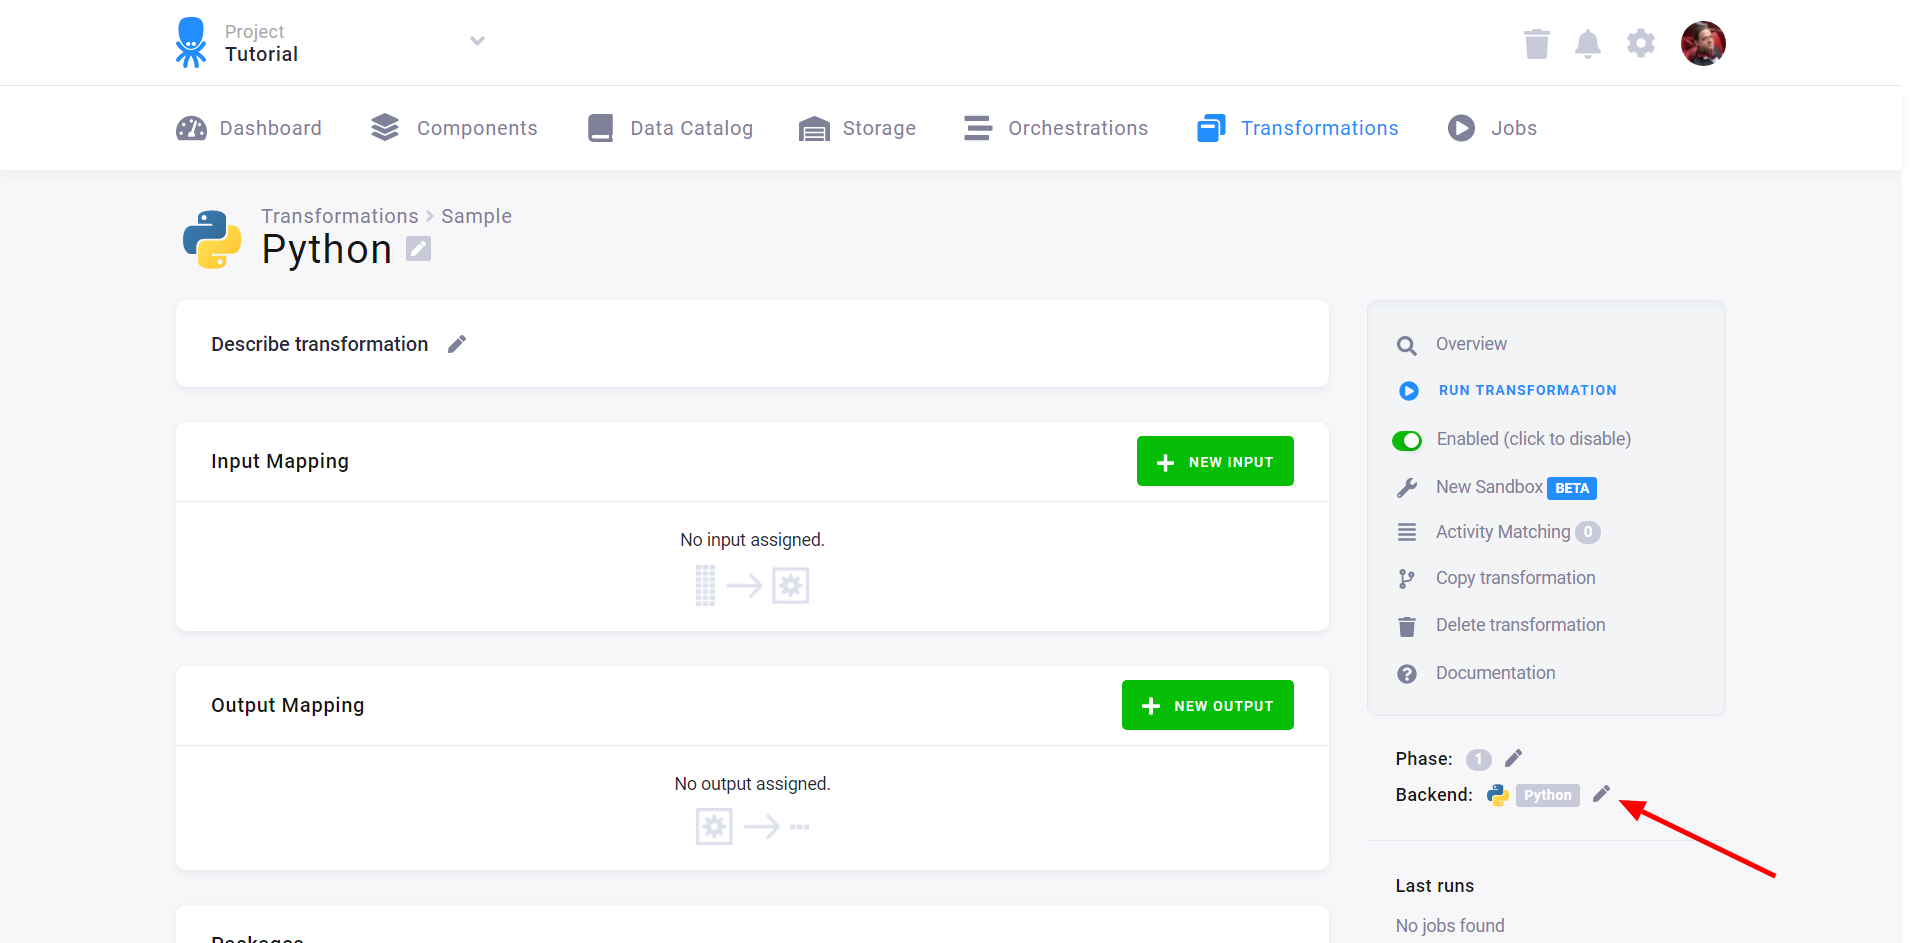 Project
Tutorial
Dashboard
Components
Data Catalog
Storage
Orchestrations
Transformations
Jobs
Transformations
Sample
Python
Describe transformation
Input Mapping
NEW INPUT
No input assigned.
Output Mapping
NEW OUTPUT
No output assigned.
Packages
Overview
RUN TRANSFORMATION
Enabled (click to disable)
New Sandbox BETA
Activity Matching 0
Copy transformation
Delete transformation
Documentation
Phase: 1
Backend: Python
Last runs
No jobs found